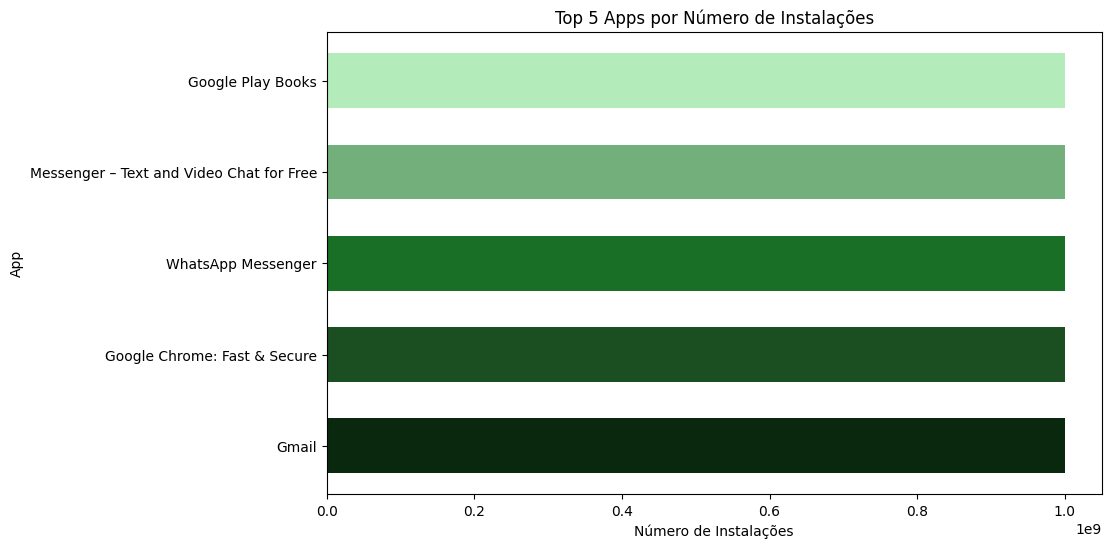 Top 5 Apps por Número de Instalações
App
Google Play Books
Messenger – Text and Video Chat for Free
WhatsApp Messenger
Google Chrome: Fast & Secure
Gmail
0.0 0.2 0.4 0.6 0.8 1.0
1e9
Número de Instalações